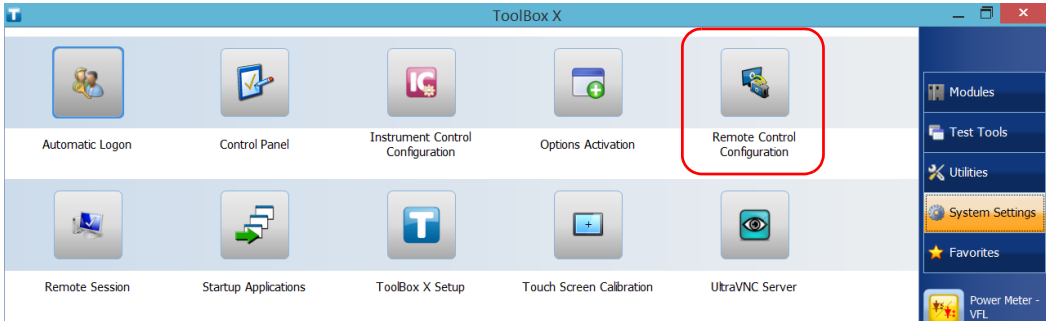 ToolBox X
Automatic Logon
Control Panel
Instrument Control
Configuration
Options Activation
Remote Control
Configuration
Remote Session
Startup Applications
ToolBox X Setup
Touch Screen Calibration
UltraVNC Server
Modules
Test Tools
Utilities
System Settings
Favorites
Power Meter -
VFL